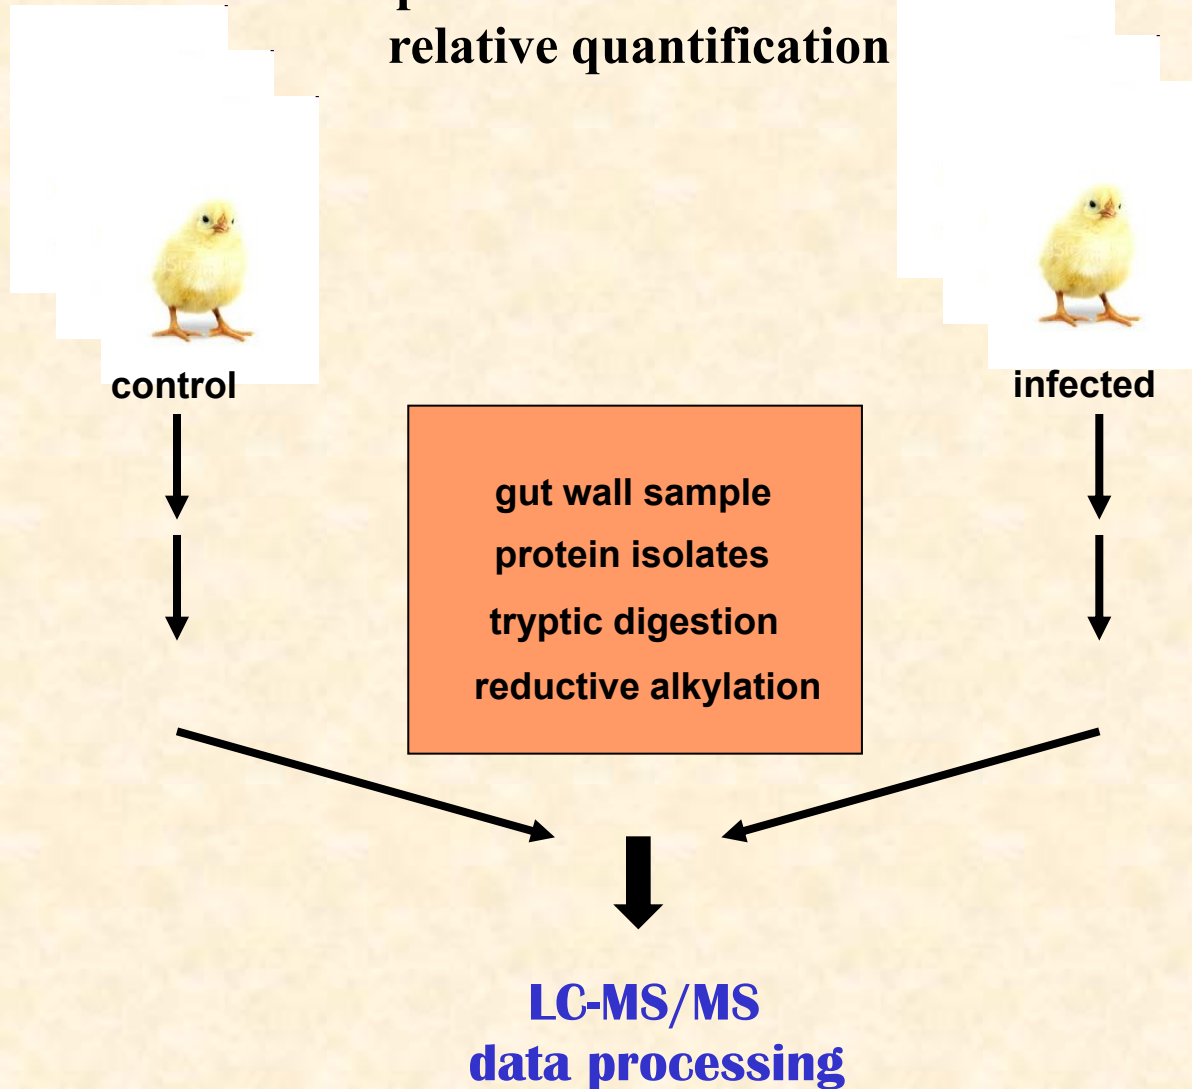 relative quantification
control
infected
gut wall sample
protein isolates
tryptic digestion
reductive alkylation
LC-MS/MS
data processing